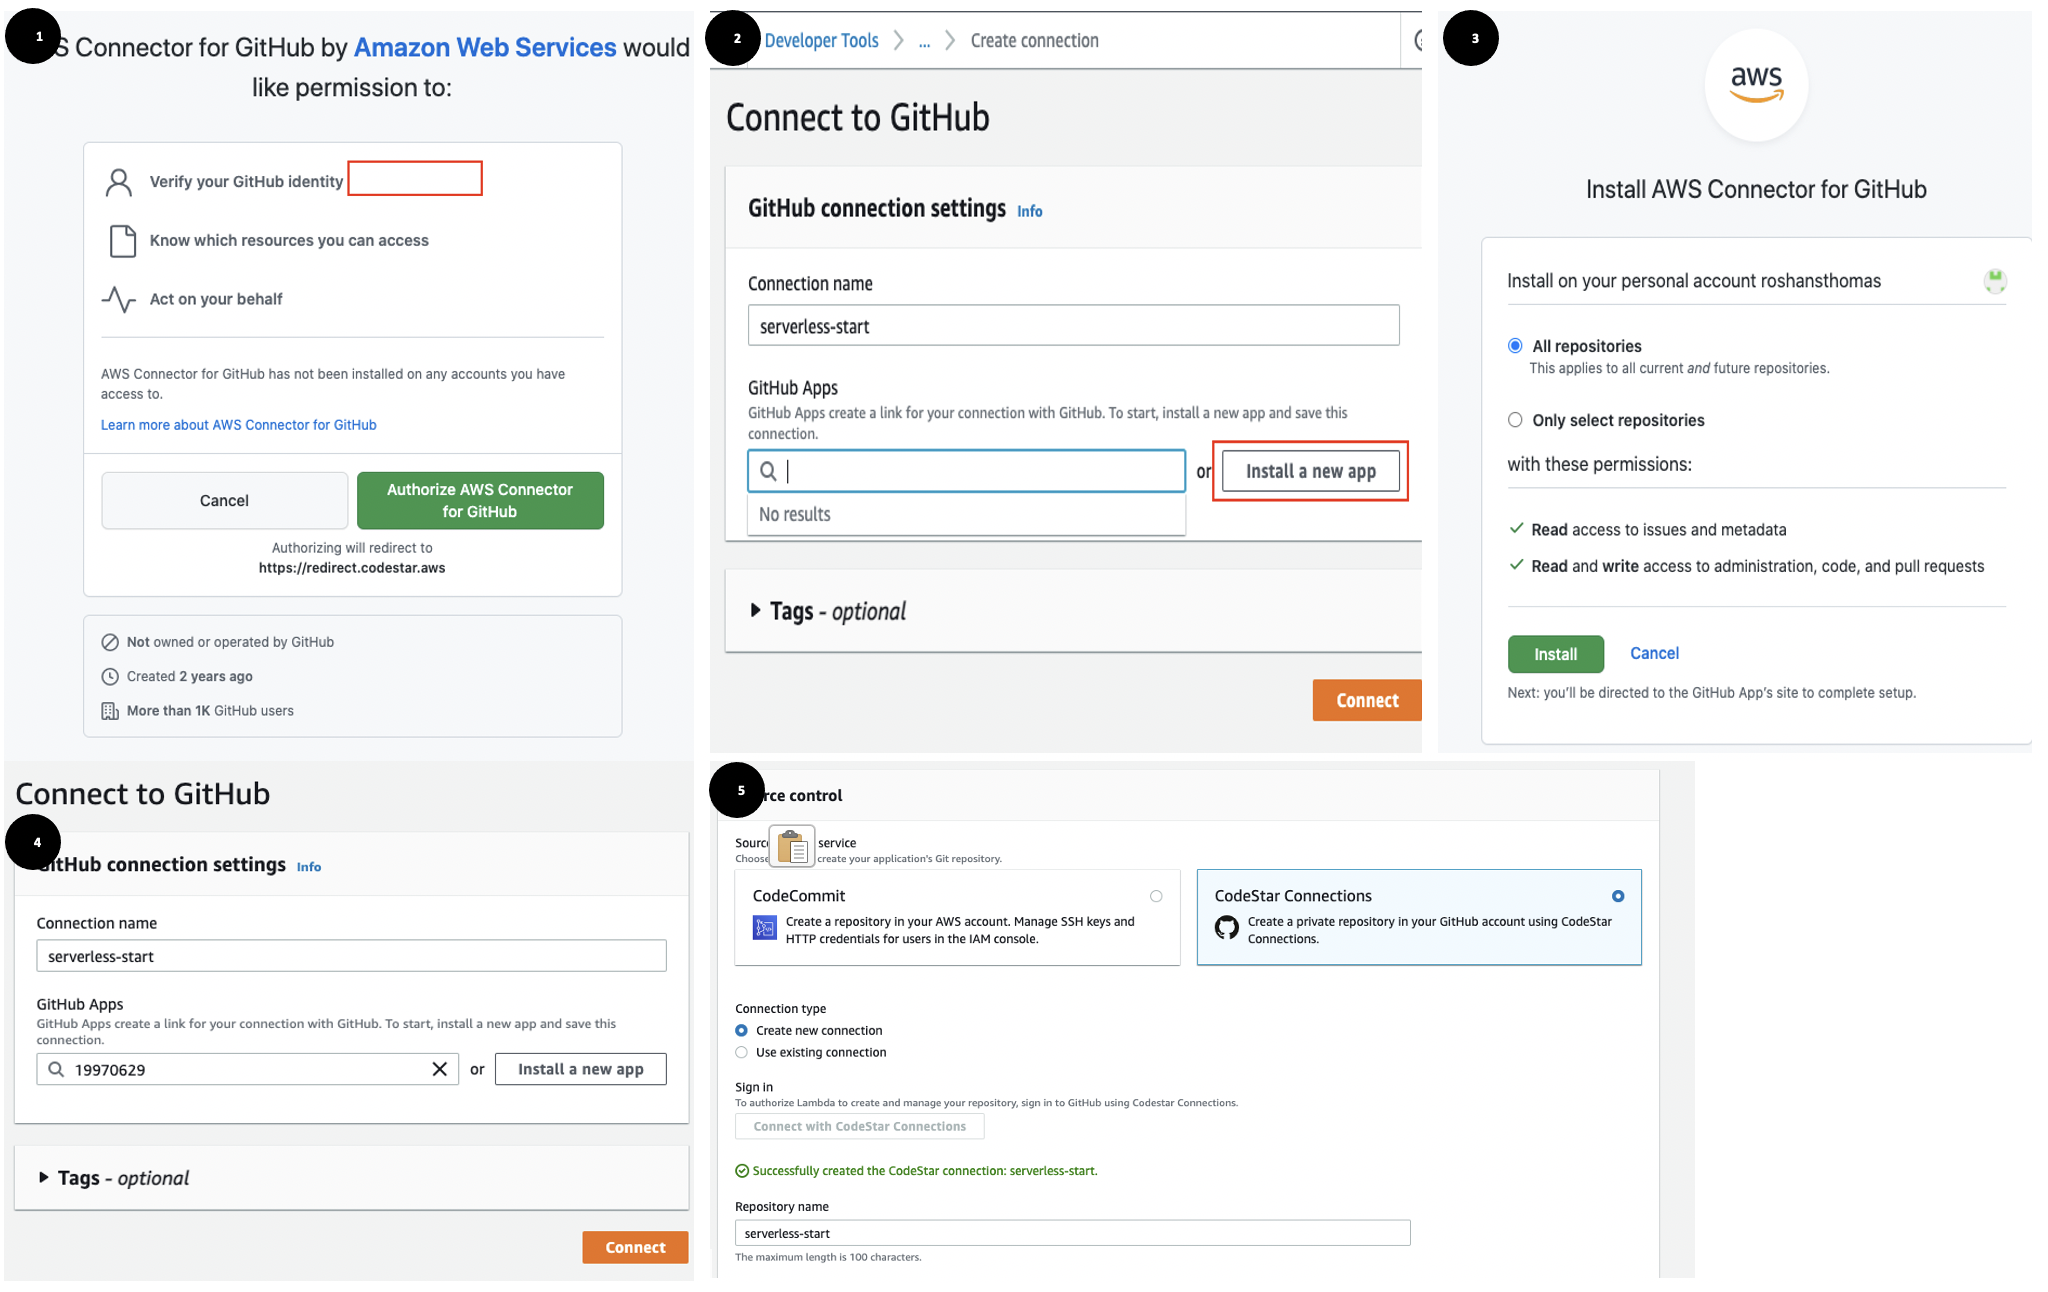 1
S Connector for GitHub by Amazon Web Services would
like permission to:
Verify your GitHub identity
Know which resources you can access
Act on your behalf
AWS Connector for GitHub has not been installed on any accounts you have
access to.
Learn more about AWS Connector for GitHub
Cancel
Authorize AWS Connector
for GitHub
Authorizing will redirect to
https://redirect.codestar.aws
Not owned or operated by GitHub
Created 2 years ago
More than 1K GitHub users
2
Developer Tools
...
Create connection
Connect to GitHub
GitHub connection settings Info
Connection name
serverless-start
GitHub Apps
GitHub Apps create a link for your connection with GitHub. To start, install a new app and save this
connection.
or
Install a new app
No results
Tags - optional
Connect
3
aws
Install AWS Connector for GitHub
Install on your personal account roshansthomas
All repositories
This applies to all current and future repositories.
Only select repositories
with these permissions:
Read access to issues and metadata
Read and write access to administration, code, and pull requests
Install
Cancel
Next: you'll be directed to the GitHub App's site to complete setup.
Connect to GitHub
4
GitHub connection settings Info
Connection name
serverless-start
GitHub Apps
GitHub Apps create a link for your connection with GitHub. To start, install a new app and save this
connection.
19970629
or
Install a new app
Tags - optional
Connect
5
rce control
Source service
Choose create your application's Git repository.
CodeCommit
Create a repository in your AWS account. Manage SSH keys and
HTTP credentials for users in the IAM console.
CodeStar Connections
Create a private repository in your GitHub account using CodeStar
Connections.
Connection type
Create new connection
Use existing connection
Sign in
To authorize Lambda to create and manage your repository, sign in to GitHub using Codestar Connections.
Connect with CodeStar Connections
Successfully created the CodeStar connection: serverless-start.
Repository name
serverless-start
The maximum length is 100 characters.